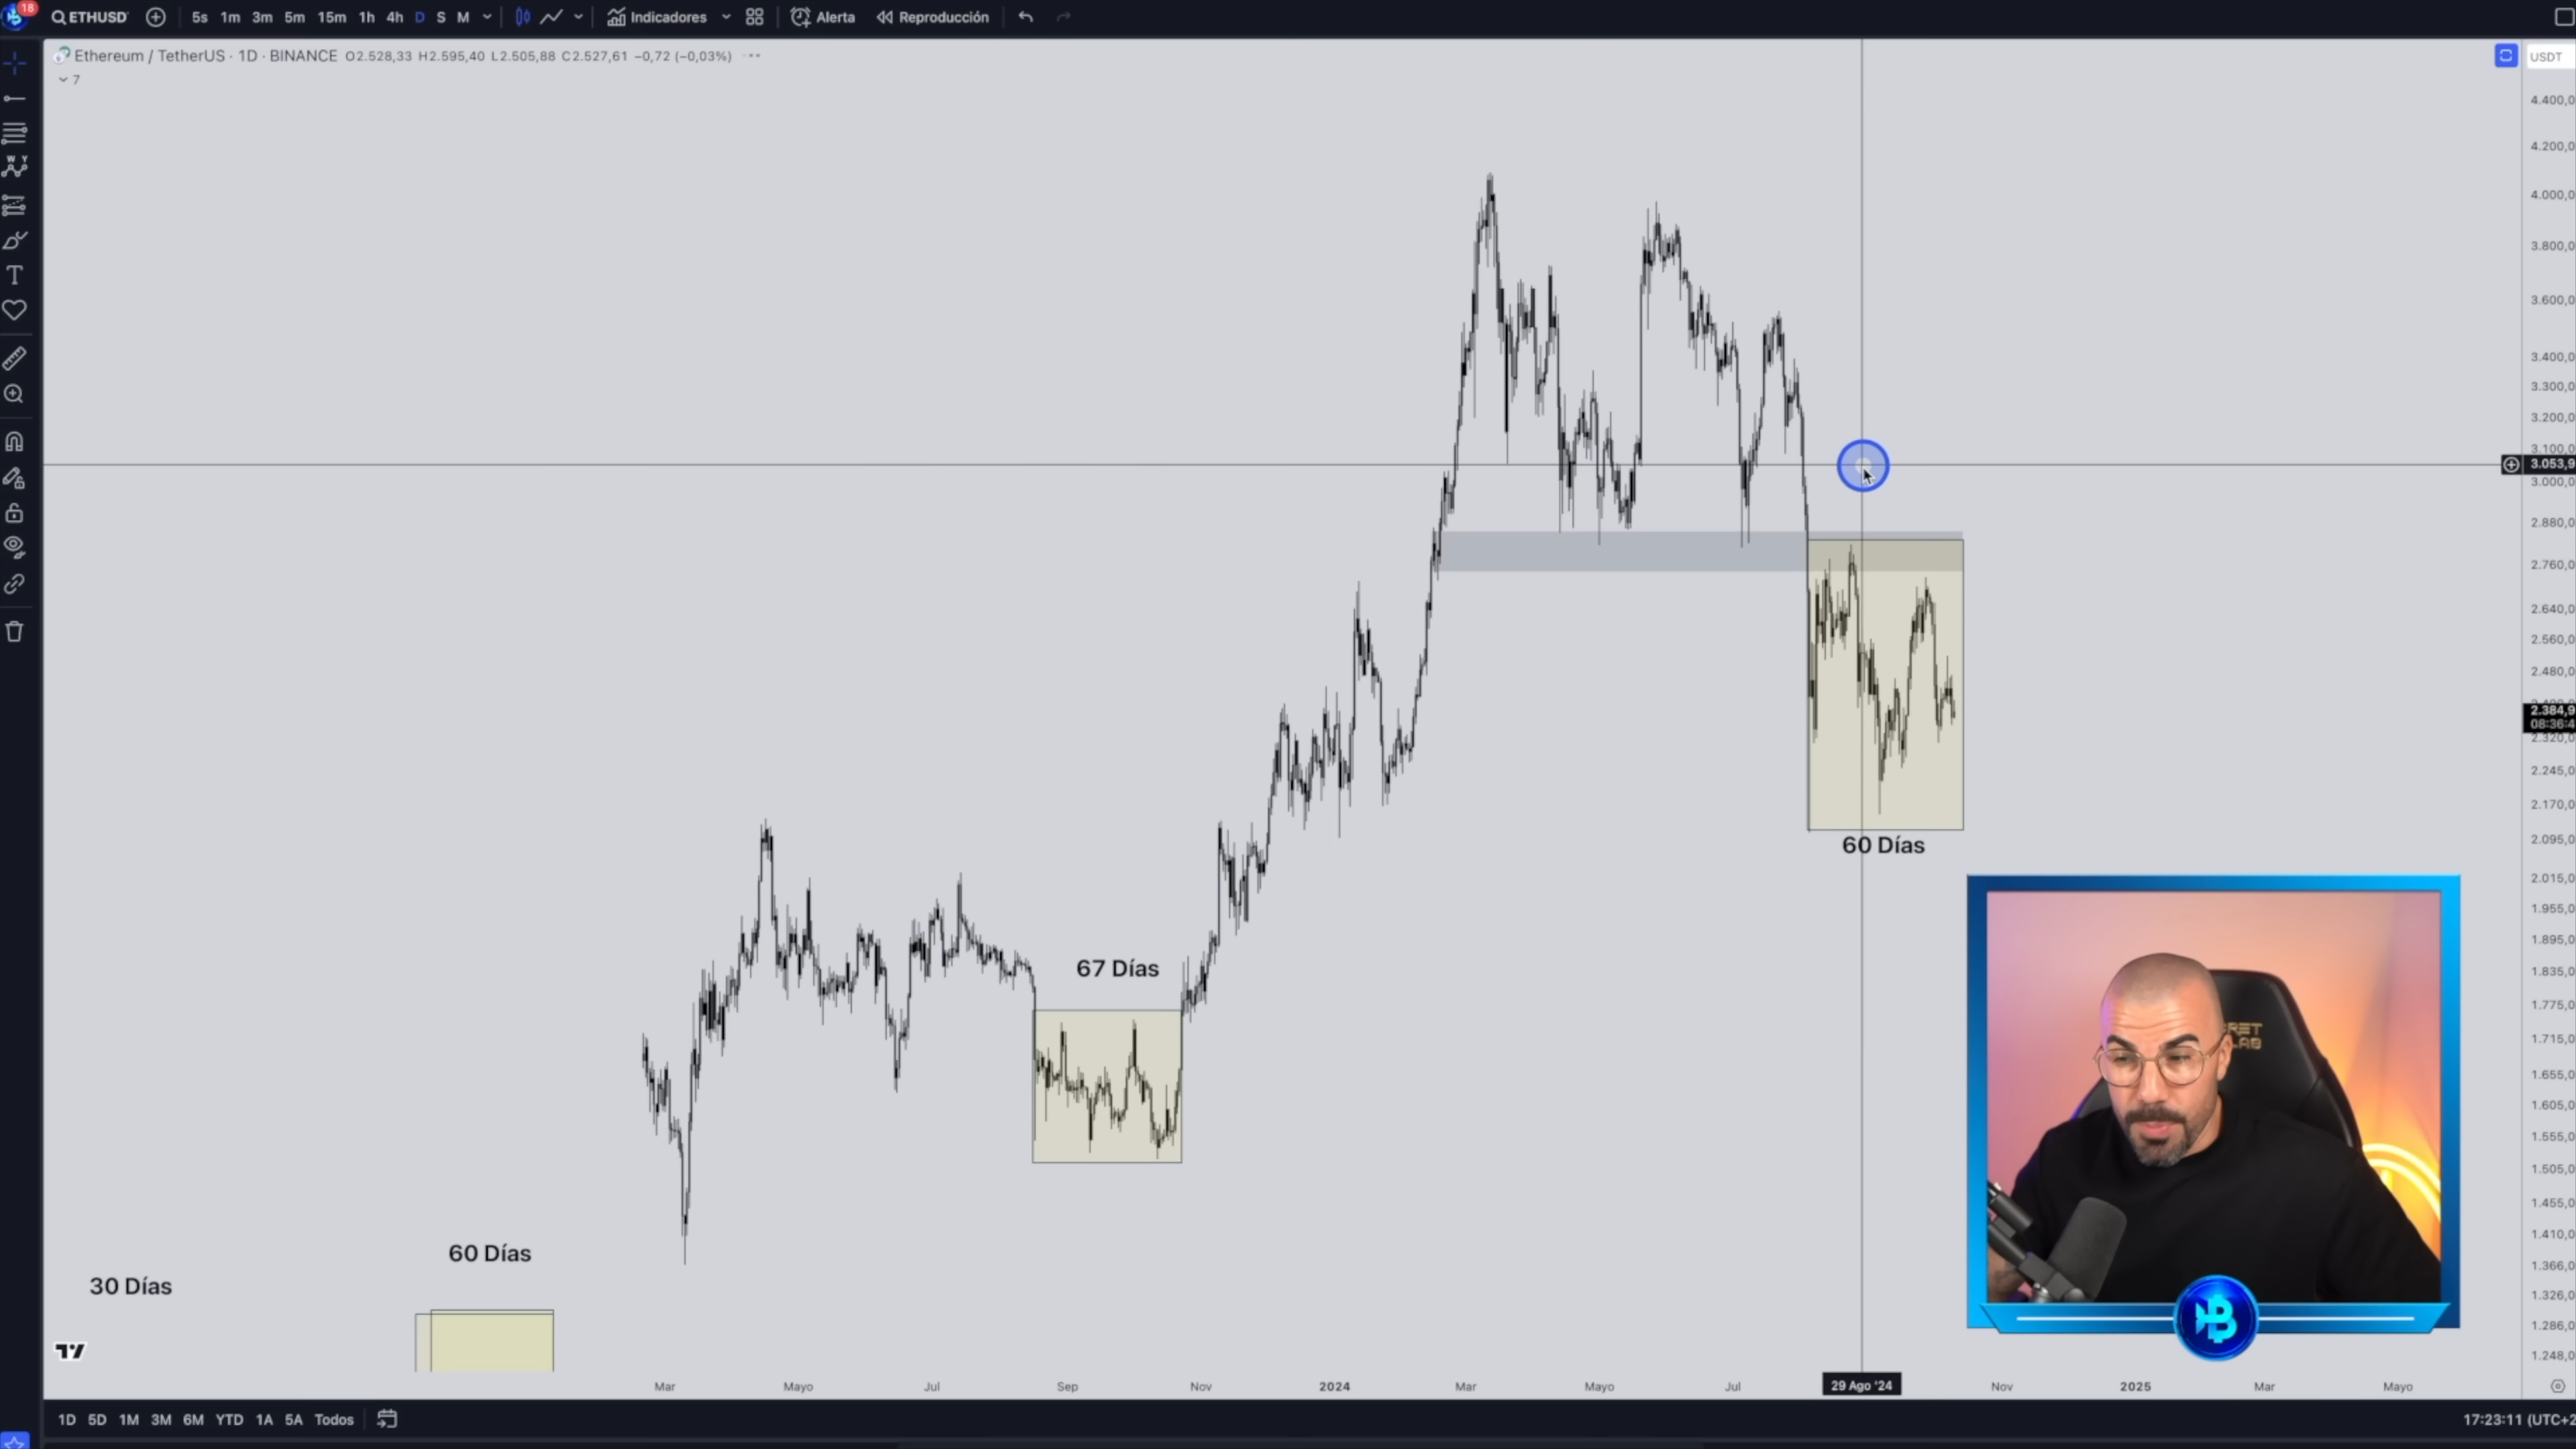 18
ETHUSD
5s 1m 3m 5m 15m 1h 4h D S M
Indicadores
Alerta
Reproducción
Ethereum / TetherUS · 1D · BINANCE O2.528,33 H2.595,40 L2.505,88 C2.527,61 −0,72 (−0,03%)
7
USDT
4.400,0
4.200,0
4.000,0
3.800,0
3.600,0
3.400,0
3.300,0
3.200,0
3.100,0
3.053,9
3.000,0
2.880,0
2.760,0
2.640,0
2.560,0
2.480,0
2.384,9
08:36:4
2.320,0
2.245,0
2.170,0
2.095,0
2.015,0
1.955,0
1.895,0
1.835,0
1.775,0
1.715,0
1.655,0
1.605,0
1.555,0
1.505,0
1.455,0
1.410,0
1.366,0
1.326,0
1.286,0
1.248,0
60 Días
67 Días
60 Días
30 Días
Mar Mayo Jul Sep Nov 2024 Mar Mayo Jul 29 Ago '24 Nov 2025 Mar Mayo
1D 5D 1M 3M 6M YTD 1A 5A Todos
17:23:11 (UTC+2